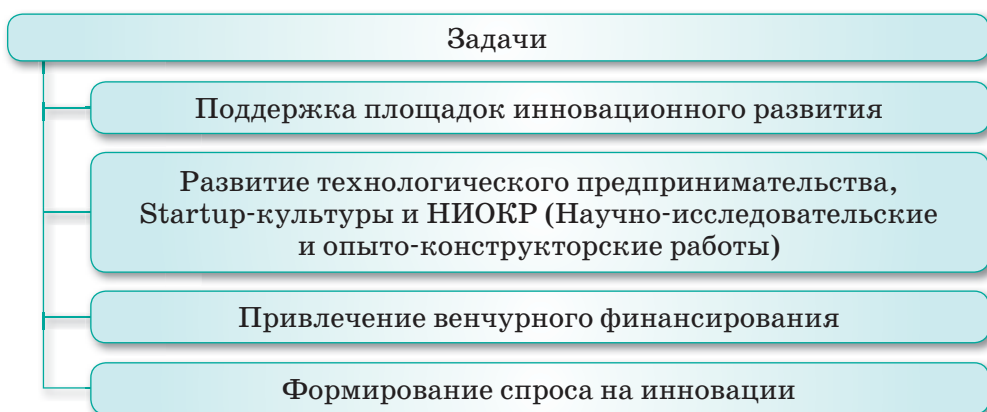 Задачи
Поддержка площадок инновационного развития
Развитие технологического предпринимательства,
Startup-культуры и НИОКР (Научно-исследовательские
и опыто-конструкторские работы)
Привлечение венчурного финансирования
Формирование спроса на инновации